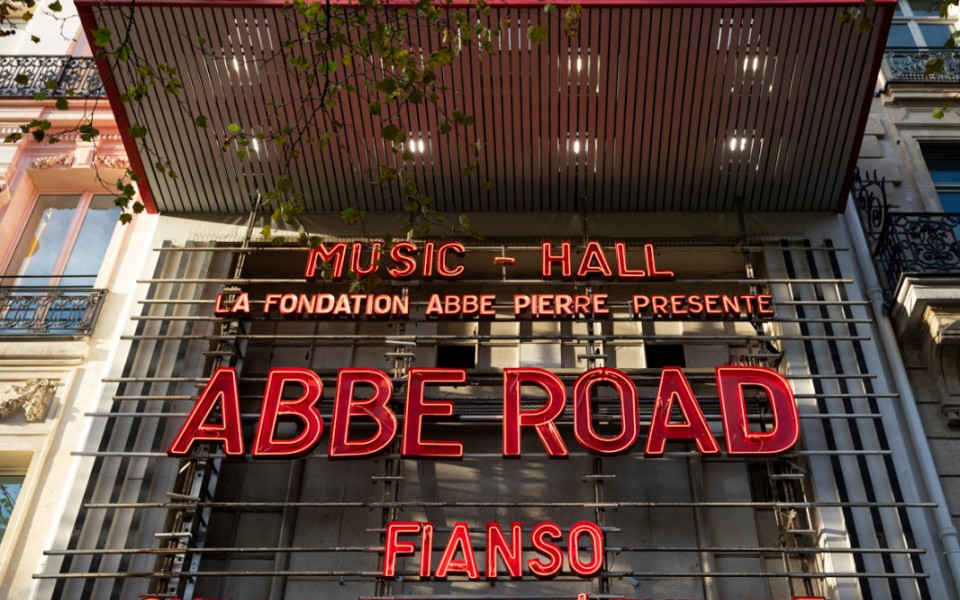 MUSIC - HALL
LA FONDATION ABBE PIERRE PRESENTE
ABBE ROAD
FIANSO